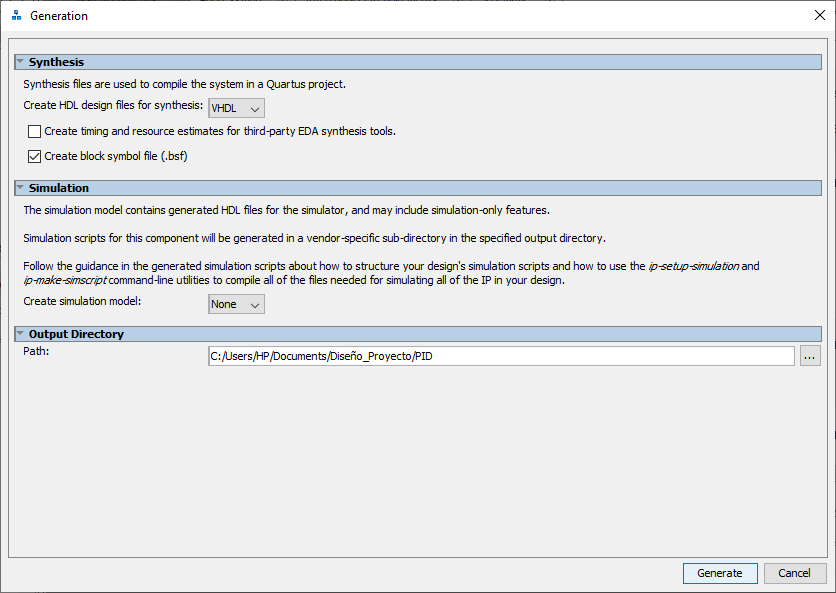 Generation
Synthesis
Synthesis files are used to compile the system in a Quartus project.
Create HDL design files for synthesis: VHDL
Create timing and resource estimates for third-party EDA synthesis tools.
Create block symbol file (.bsf)
Simulation
The simulation model contains generated HDL files for the simulator, and may include simulation-only features.
Simulation scripts for this component will be generated in a vendor-specific sub-directory in the specified output directory.
Follow the guidance in the generated simulation scripts about how to structure your design's simulation scripts and how to use the ip-setup-simulation and
ip-make-simscript command-line utilities to compile all of the files needed for simulating all of the IP in your design.
Create simulation model: None
Output Directory
Path: C:/Users/HP/Documents/Diseño_Proyecto/PID ...
Generate Cancel